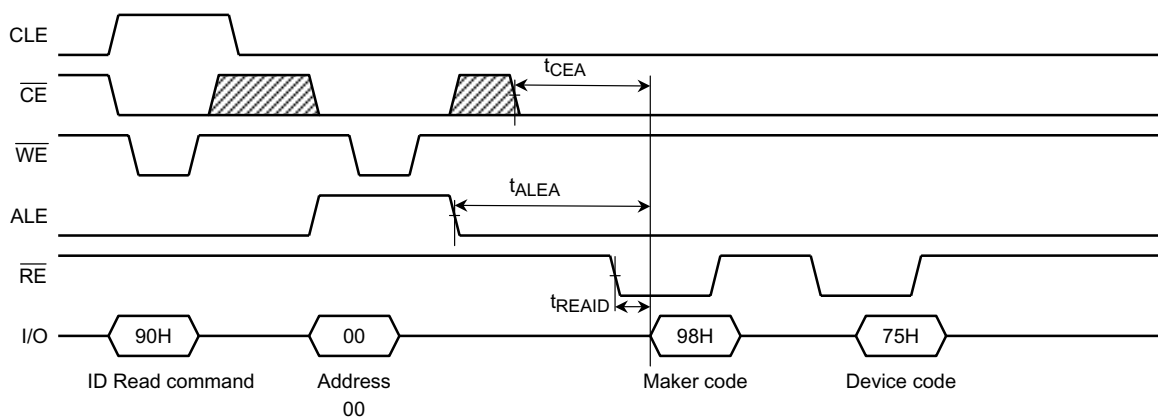 CLE
tCEA
CE
WE
tALEA
ALE
RE
tREAID
I/O 90H 00 98H 75H
ID Read command Address Maker code Device code
00